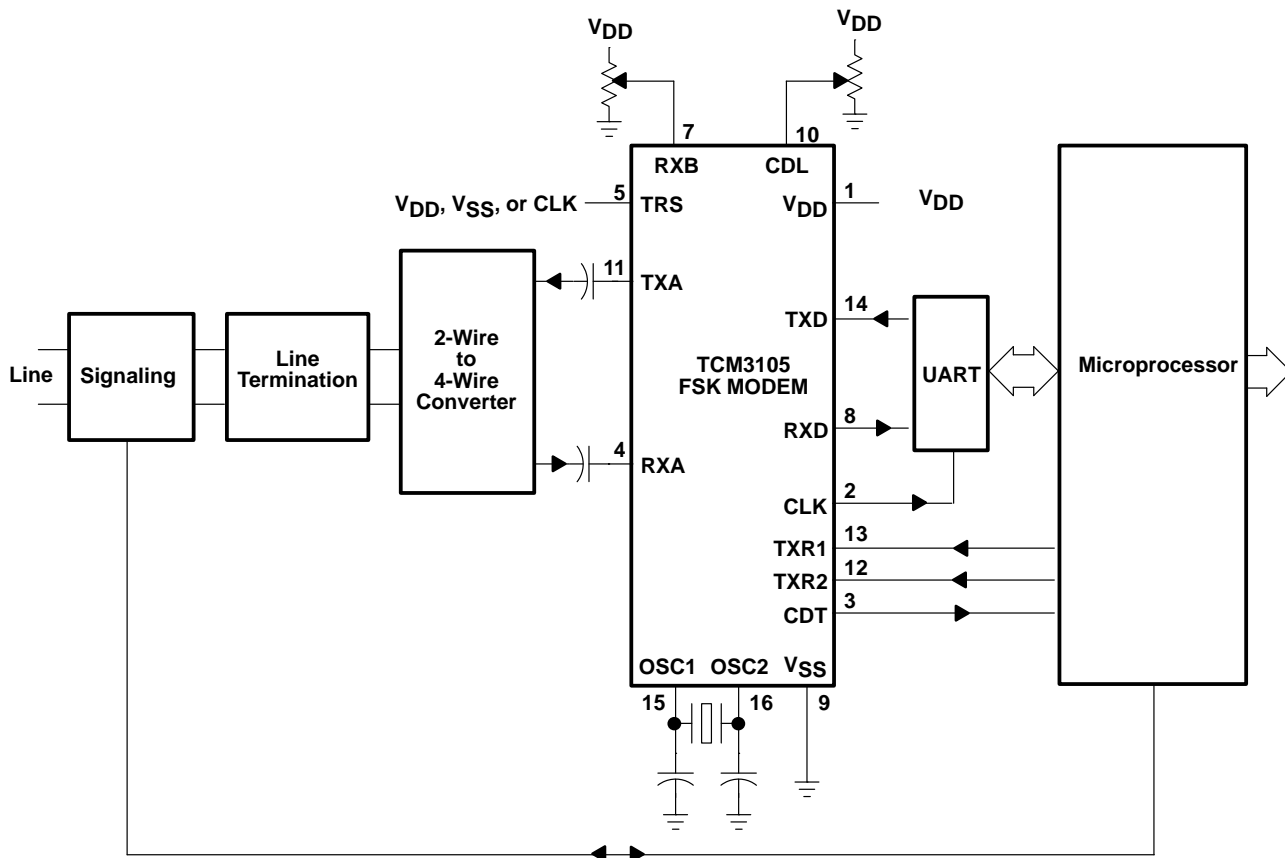 VDD
VDD
7
10
RXB
CDL
VDD, VSS, or CLK
5
TRS
VDD
1
VDD
11
TXA
TXD
14
2-Wire
to
4-Wire
Converter
Line
Signaling
Line
Termination
TCM3105
FSK MODEM
UART
Microprocessor
RXD
8
4
RXA
CLK
2
TXR1
13
TXR2
12
CDT
3
OSC1
OSC2
VSS
15
16
9